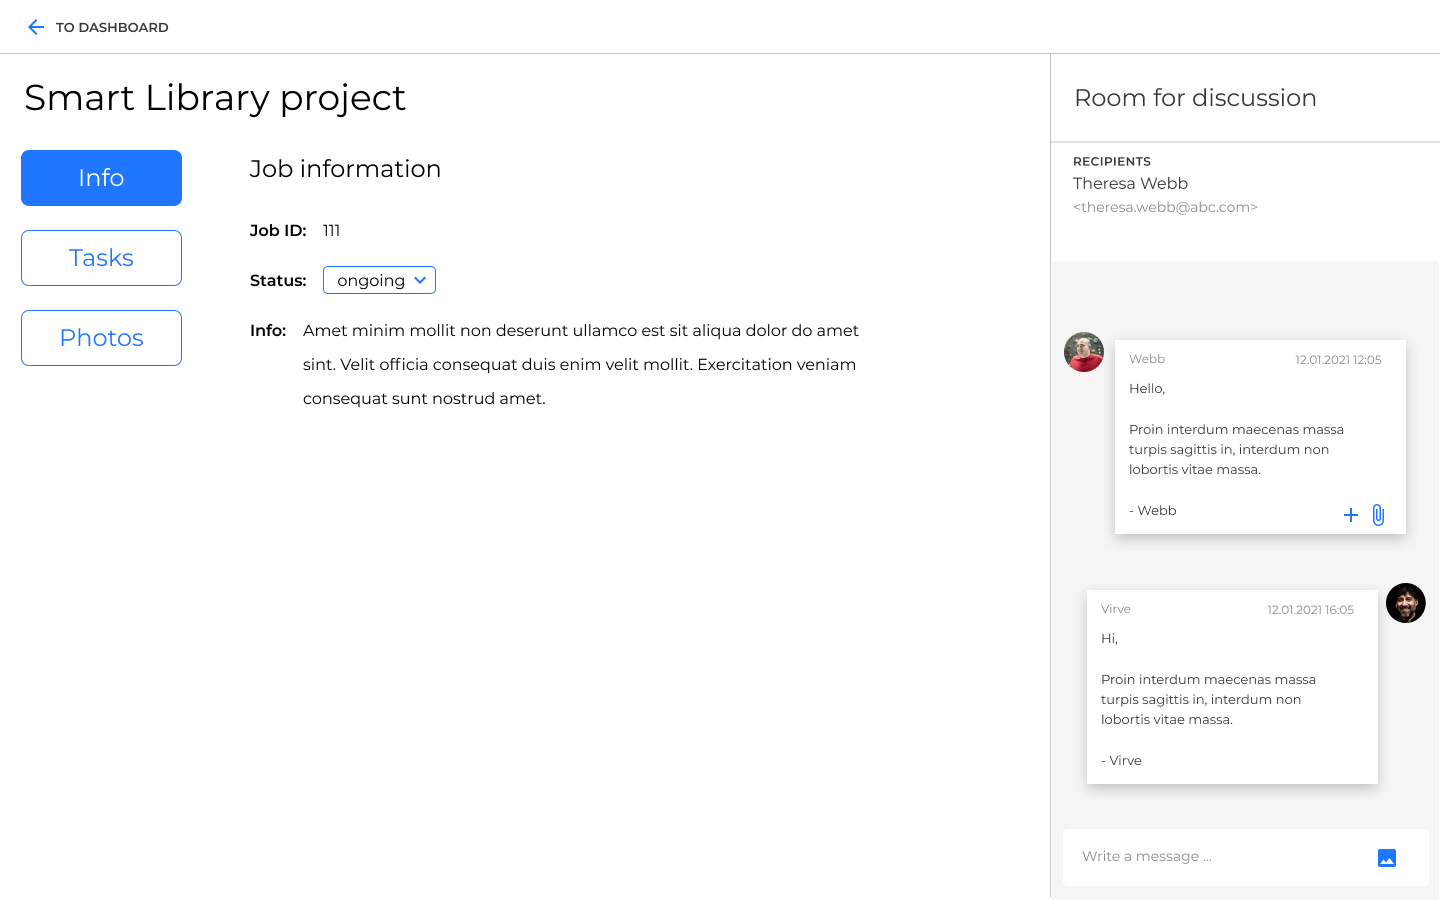 TO DASHBOARD
Smart Library project
Info
Tasks
Photos
Job information
Job ID: 111
Status: ongoing
Info: Amet minim mollit non deserunt ullamco est sit aliqua dolor do amet
sint. Velit officia consequat duis enim velit mollit. Exercitation veniam
consequat sunt nostrud amet.
Room for discussion
RECIPIENTS
Theresa Webb
<theresa.webb@abc.com>
Webb 12.01.2021 12:05
Hello,
Proin interdum maecenas massa
turpis sagittis in, interdum non
lobortis vitae massa.
- Webb
Virve 12.01.2021 16:05
Hi,
Proin interdum maecenas massa
turpis sagittis in, interdum non
lobortis vitae massa.
- Virve
Write a message ...